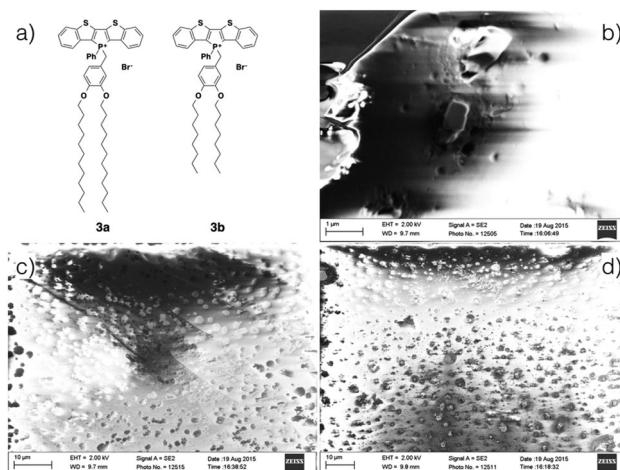 a)
S S
P+
Ph
Br-
O
O
3a
S S
P+
Ph
Br-
O
O
3b
b)
1 µm
EHT = 2.00 kV
WD = 9.7 mm
Signal A = SE2
Photo No. = 12505
Date :19 Aug 2015
Time :16:06:49
ZEISS
c)
10 µm
EHT = 2.00 kV
WD = 9.7 mm
Signal A = SE2
Photo No. = 12515
Date :19 Aug 2015
Time :16:38:52
ZEISS
d)
10 µm
EHT = 2.00 kV
WD = 9.8 mm
Signal A = SE2
Photo No. = 12511
Date :19 Aug 2015
Time :16:18:32
ZEISS